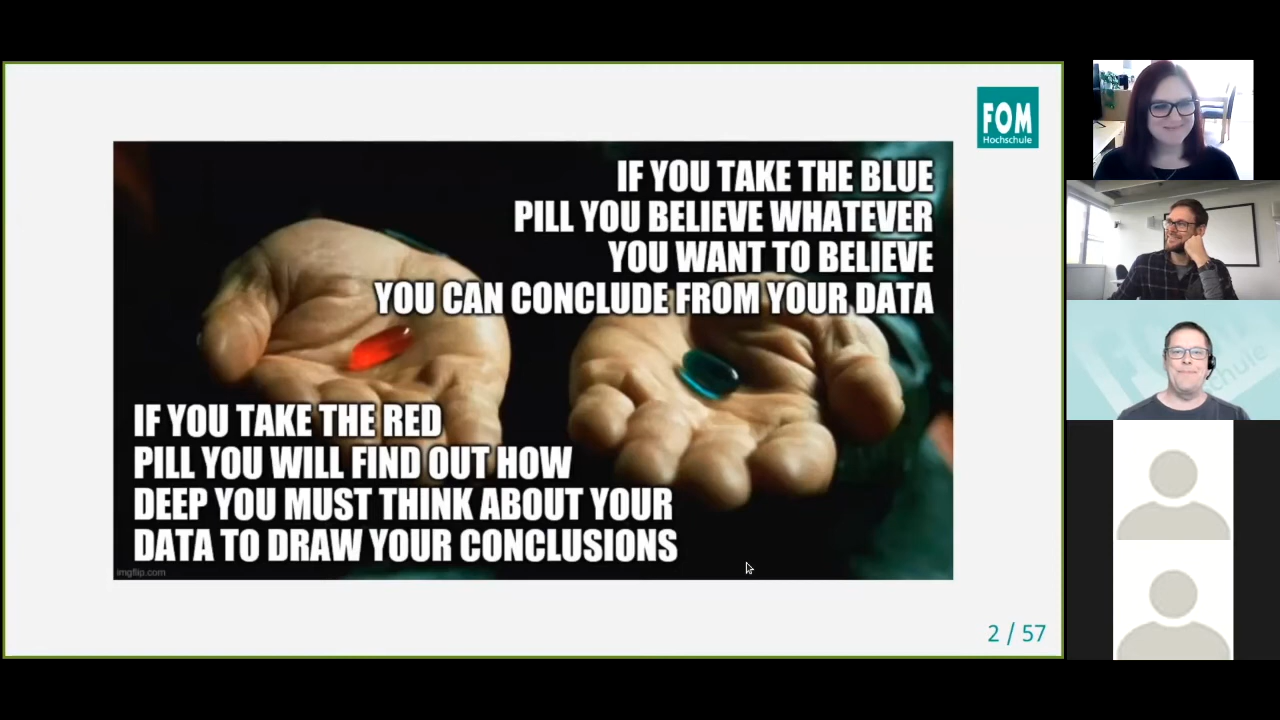 FOM
Hochschule
IF YOU TAKE THE BLUE
PILL YOU BELIEVE WHATEVER
YOU WANT TO BELIEVE
YOU CAN CONCLUDE FROM YOUR DATA
IF YOU TAKE THE RED
PILL YOU WILL FIND OUT HOW
DEEP YOU MUST THINK ABOUT YOUR
DATA TO DRAW YOUR CONCLUSIONS
imgflip.com
2 / 57